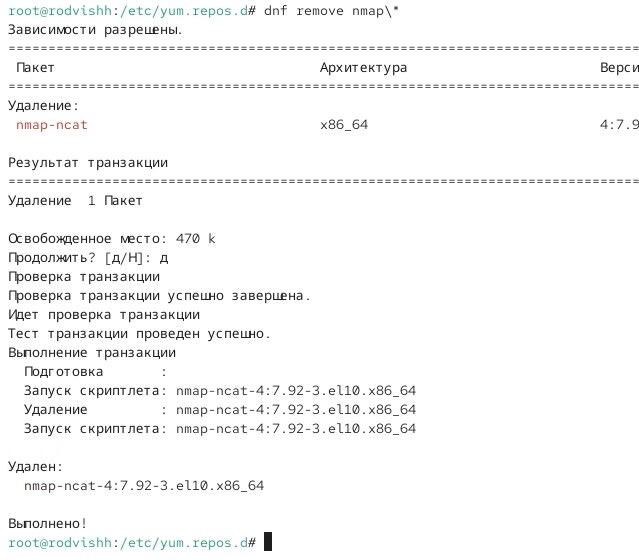 root@rodvishh:/etc/yum.repos.d# dnf remove nmap\*
Зависимости разрешены.
================================================================================
Пакет Архитектура Верси
================================================================================
Удаление:
nmap-ncat x86_64 4:7.9
Результат транзакции
================================================================================
Удаление 1 Пакет
Освобожденное место: 470 k
Продолжить? [д/Н]: д
Проверка транзакции
Проверка транзакции успешно завершена.
Идет проверка транзакции
Тест транзакции проведен успешно.
Выполнение транзакции
Подготовка :
Запуск скриптлета: nmap-ncat-4:7.92-3.el10.x86_64
Удаление : nmap-ncat-4:7.92-3.el10.x86_64
Запуск скриптлета: nmap-ncat-4:7.92-3.el10.x86_64
Удален:
nmap-ncat-4:7.92-3.el10.x86_64
Выполнено!
root@rodvishh:/etc/yum.repos.d#